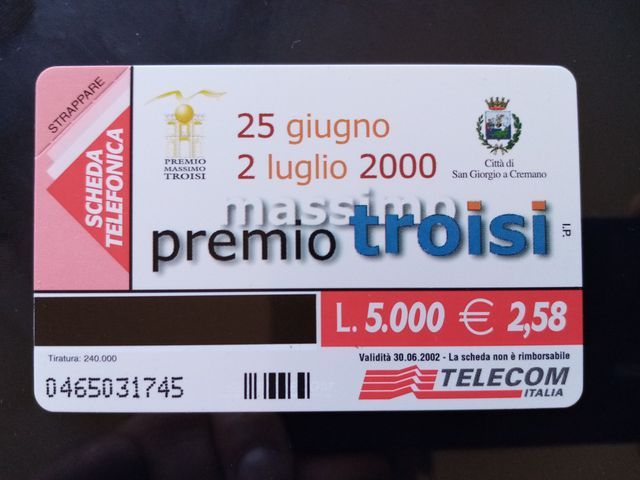 STRAPPARE
SCHEDA
TELEFONICA
PREMIO
MASSIMO
TROISI
25 giugno
2 luglio 2000
Città di
San Giorgio a Cremano
massimo
premio troisi
I.P.
L. 5.000 € 2,58
Tiratura: 240.000
Validità 30.06.2002 - La scheda non è rimborsabile
0465031745
TELECOM
ITALIA